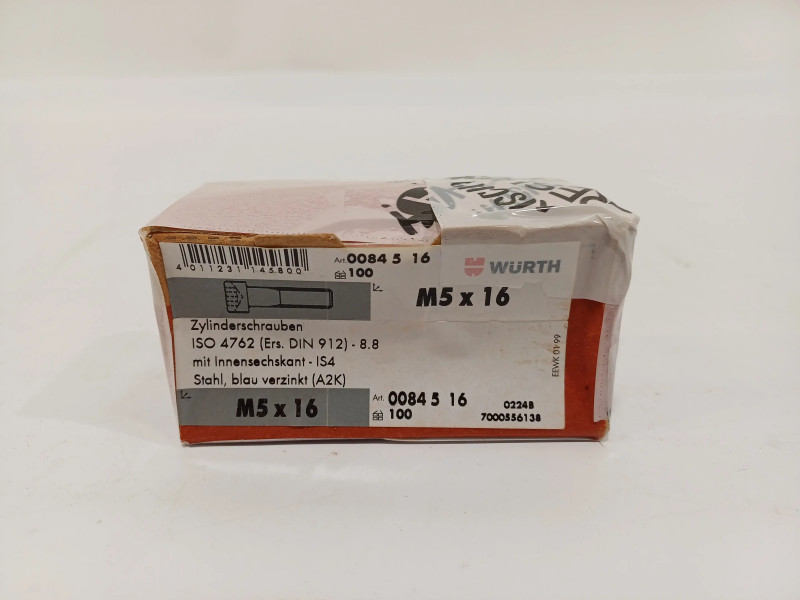 4 011231 145800
Art. 0084 5 16
100
WÜRTH
M5 x 16
Zylinderschrauben
ISO 4762 (Ers. DIN 912) - 8.8
mit Innensechskant - IS4
Stahl, blau verzinkt (A2K)
EEWK 01 99
M5 x 16
Art. 0084 5 16
100
02248
7000556138